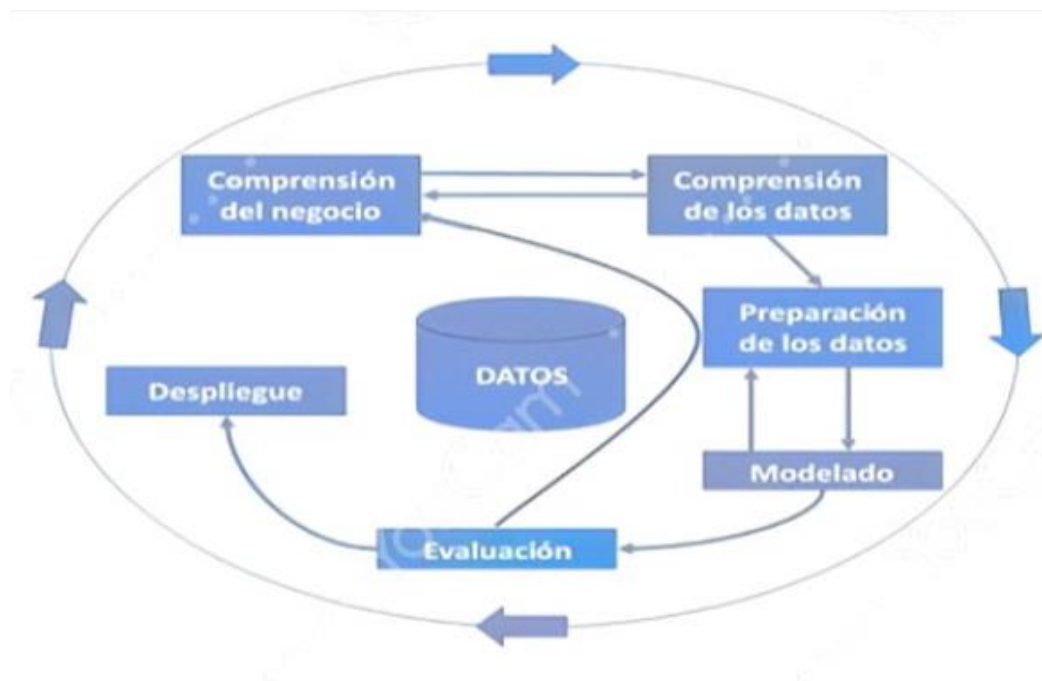 Comprensión
del negocio
Comprensión
de los datos
Preparación
de los datos
DATOS
Despliegue
Modelado
Evaluación